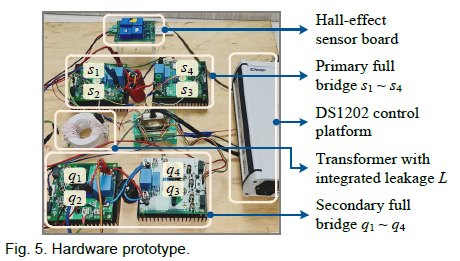 Hall-effect
sensor board
Primary full
bridge s1 ~ s4
DS1202 control
platform
Transformer with
integrated leakage L
Secondary full
bridge q1 ~ q4
s1
s4
s2
s3
q1
q4
q2
q3
Fig. 5. Hardware prototype.